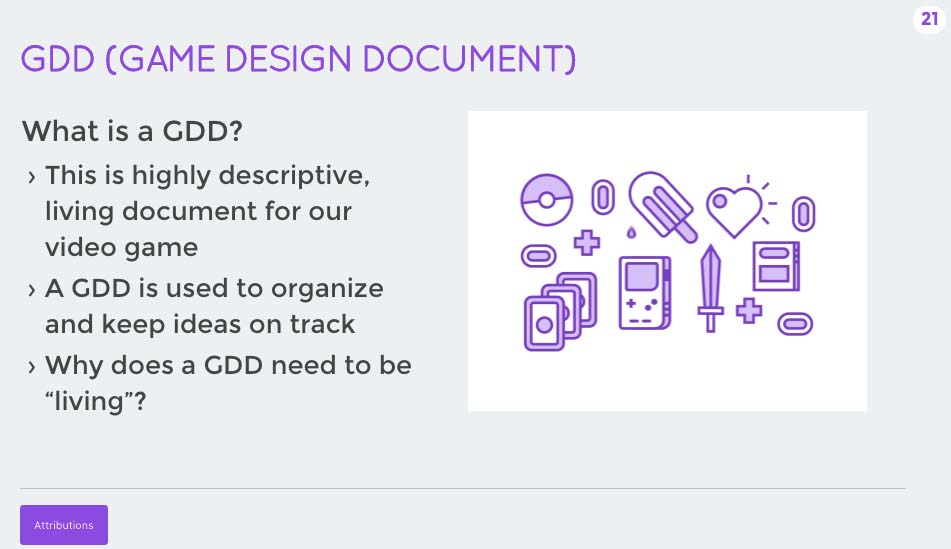 21
GDD (GAME DESIGN DOCUMENT)
What is a GDD?
› This is highly descriptive,
living document for our
video game
› A GDD is used to organize
and keep ideas on track
› Why does a GDD need to be
“living”?
Attributions